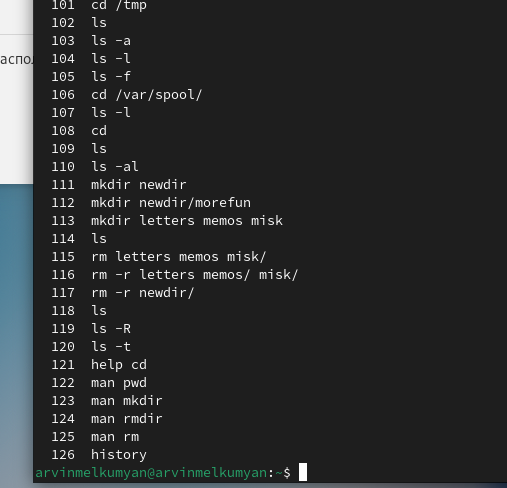 101 cd /tmp
102 ls
103 ls -a
104 ls -l
105 ls -f
106 cd /var/spool/
107 ls -l
108 cd
109 ls
110 ls -al
111 mkdir newdir
112 mkdir newdir/morefun
113 mkdir letters memos misk
114 ls
115 rm letters memos misk/
116 rm -r letters memos/ misk/
117 rm -r newdir/
118 ls
119 ls -R
120 ls -t
121 help cd
122 man pwd
123 man mkdir
124 man rmdir
125 man rm
126 history
arvinmelkumyan@arvinmelkumyan:~$